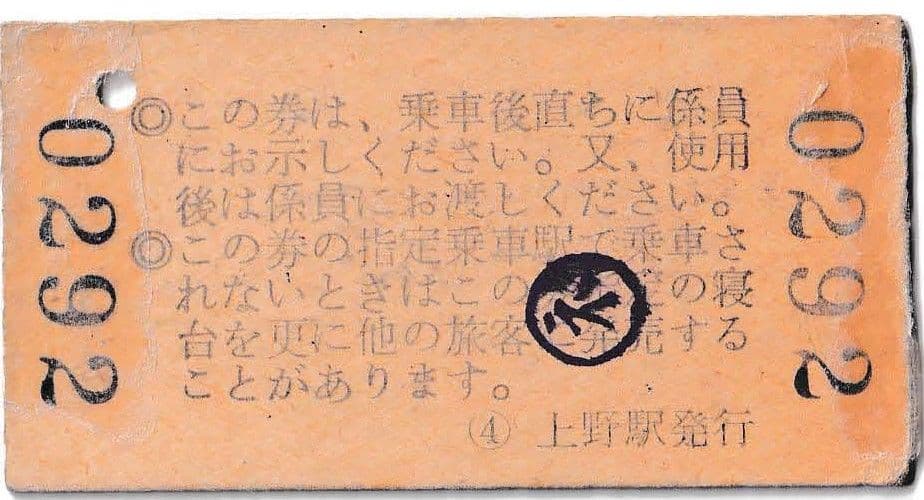 0292
◎この券は、乗車後直ちに係員
にお示しください。又、使用
後は係員にお渡しください。
◎この券の指定乗車駅で乗車さ
れないときはこの 定の寝
台を更に他の旅客 発売する
ことがあります。
④ 上野駅発行
0292